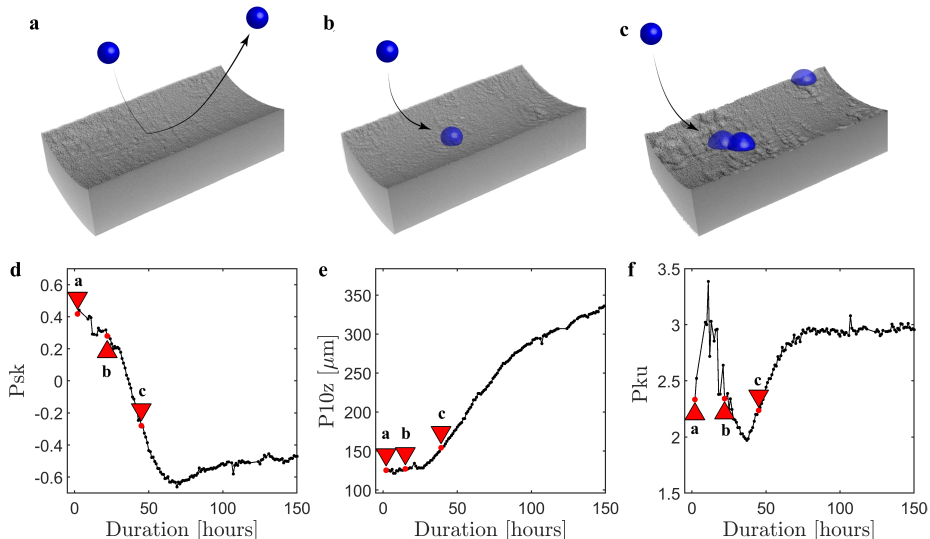 a
b
c
d
e
f
Psk
0.6
0.4
0.2
0
-0.2
-0.4
-0.6
a
b
c
0 50 100 150
Duration [hours]
P10z [μm]
350
300
250
200
150
100
a
b
c
0 50 100 150
Duration [hours]
Pku
3.5
3
2.5
2
1.5
a
b
c
0 50 100 150
Duration [hours]